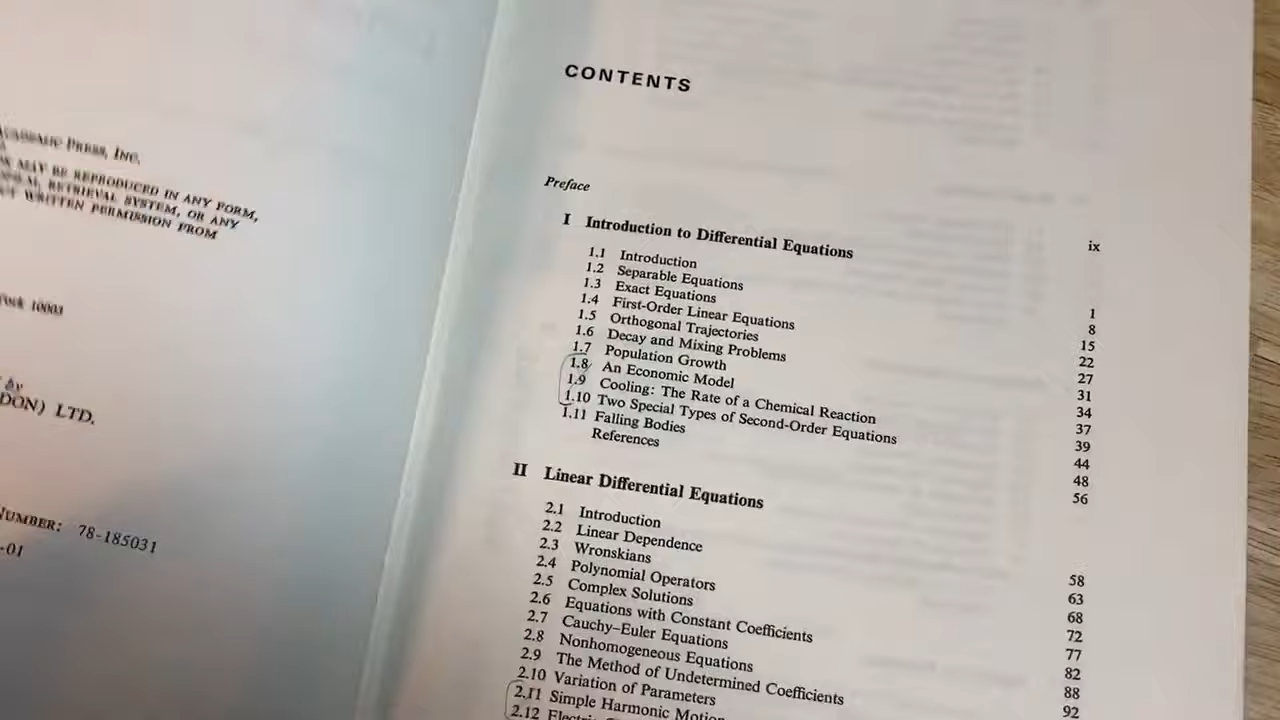 ACADEMIC PRESS, INC.
MAY BE REPRODUCED IN ANY FORM,
RETRIEVAL SYSTEM, OR ANY
WRITTEN PERMISSION FROM
York 10003
by
DON) LTD.
NUMBER: 78-185031
-01
CONTENTS
Preface ix
I Introduction to Differential Equations
1.1 Introduction 1
1.2 Separable Equations 8
1.3 Exact Equations 15
1.4 First-Order Linear Equations 22
1.5 Orthogonal Trajectories 27
1.6 Decay and Mixing Problems 31
1.7 Population Growth 34
1.8 An Economic Model 37
1.9 Cooling: The Rate of a Chemical Reaction 39
1.10 Two Special Types of Second-Order Equations 44
1.11 Falling Bodies 48
References 56
II Linear Differential Equations
2.1 Introduction 58
2.2 Linear Dependence 63
2.3 Wronskians 68
2.4 Polynomial Operators 72
2.5 Complex Solutions 77
2.6 Equations with Constant Coefficients 82
2.7 Cauchy–Euler Equations 88
2.8 Nonhomogeneous Equations 92
2.9 The Method of Undetermined Coefficients
2.10 Variation of Parameters
2.11 Simple Harmonic Motion
2.12